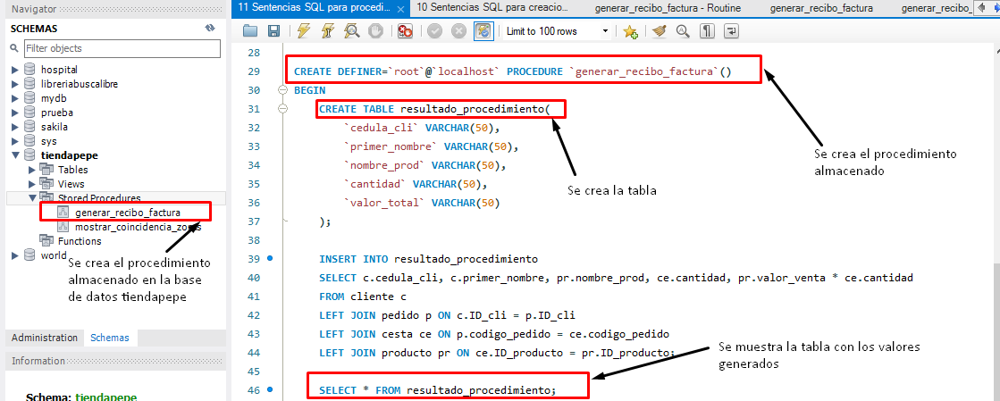 Navigator
SCHEMAS
Filter objects
hospital
libreriabuscalibre
mydb
prueba
sakila
sys
tiendapepe
Tables
Views
Stored Procedures
generar_recibo_factura
mostrar_coincidencia_zonas
Functions
world
Se crea el procedimiento
almacenado en la base
de datos tiendapepe
Administration Schemas
Information
Schema: tiendapepe
11 Sentencias SQL para procedi... 10 Sentencias SQL para creacio... generar_recibo_factura - Routine generar_recibo_factura generar_recibo_
Limit to 100 rows
28
29 CREATE DEFINER=`root`@`localhost` PROCEDURE `generar_recibo_factura`()
30 BEGIN
31 CREATE TABLE resultado_procedimiento(
32 `cedula_cli` VARCHAR(50),
33 `primer_nombre` VARCHAR(50),
34 `nombre_prod` VARCHAR(50),
35 `cantidad` VARCHAR(50),
36 `valor_total` VARCHAR(50)
37 );
38
39 INSERT INTO resultado_procedimiento
40 SELECT c.cedula_cli, c.primer_nombre, pr.nombre_prod, ce.cantidad, pr.valor_venta * ce.cantidad
41 FROM cliente c
42 LEFT JOIN pedido p ON c.ID_cli = p.ID_cli
43 LEFT JOIN cesta ce ON p.codigo_pedido = ce.codigo_pedido
44 LEFT JOIN producto pr ON ce.ID_producto = pr.ID_producto;
45
46 SELECT * FROM resultado_procedimiento;
Se crea el procedimiento
almacenado
Se crea la tabla
Se muestra la tabla con los valores
generados